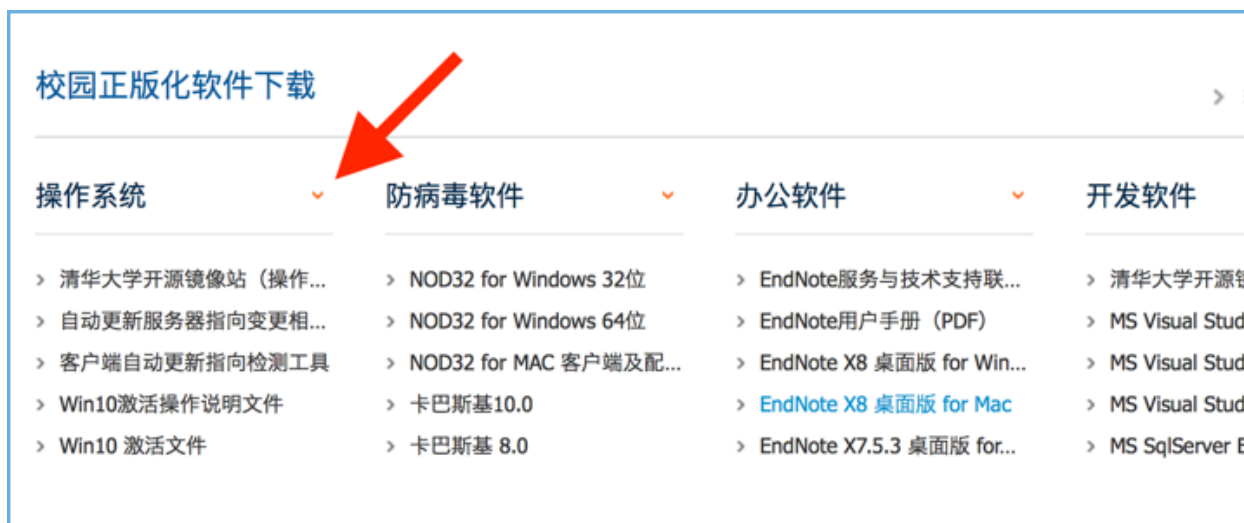 校园正版化软件下载
操作系统
清华大学开源镜像站（操作...
自动更新服务器指向变更相...
客户端自动更新指向检测工具
Win10激活操作说明文件
Win10 激活文件
防病毒软件
NOD32 for Windows 32位
NOD32 for Windows 64位
NOD32 for MAC 客户端及配...
卡巴斯基10.0
卡巴斯基 8.0
办公软件
EndNote服务与技术支持联...
EndNote用户手册（PDF）
EndNote X8 桌面版 for Win...
EndNote X8 桌面版 for Mac
EndNote X7.5.3 桌面版 for...
开发软件
清华大学开源
MS Visual Stud
MS Visual Stud
MS Visual Stud
MS SqlServer